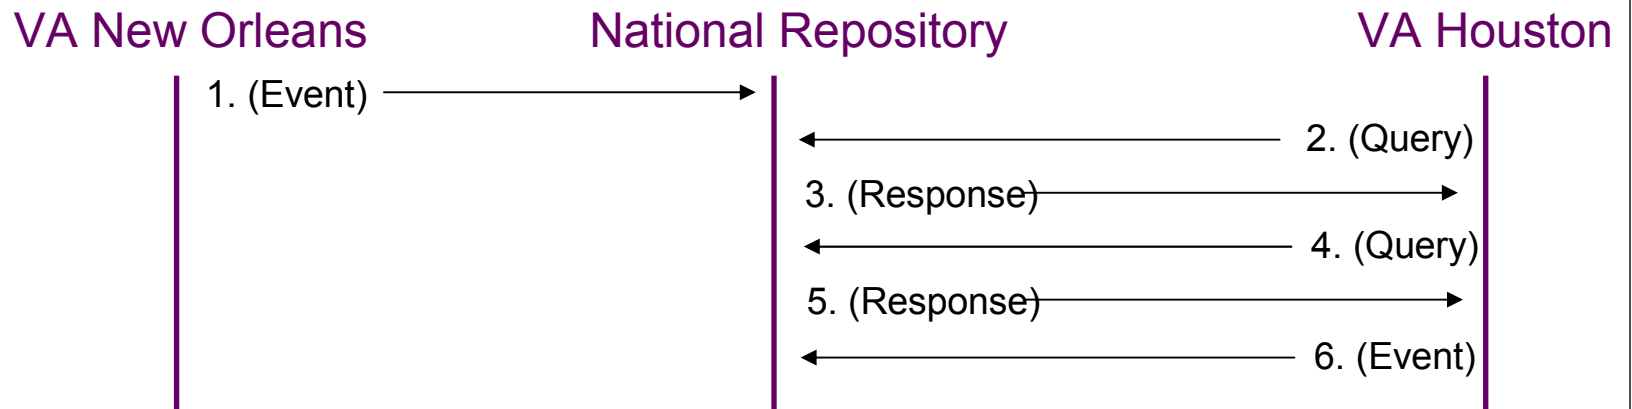 VA New Orleans National Repository VA Houston
1. (Event)
2. (Query)
3. (Response)
4. (Query)
5. (Response)
6. (Event)